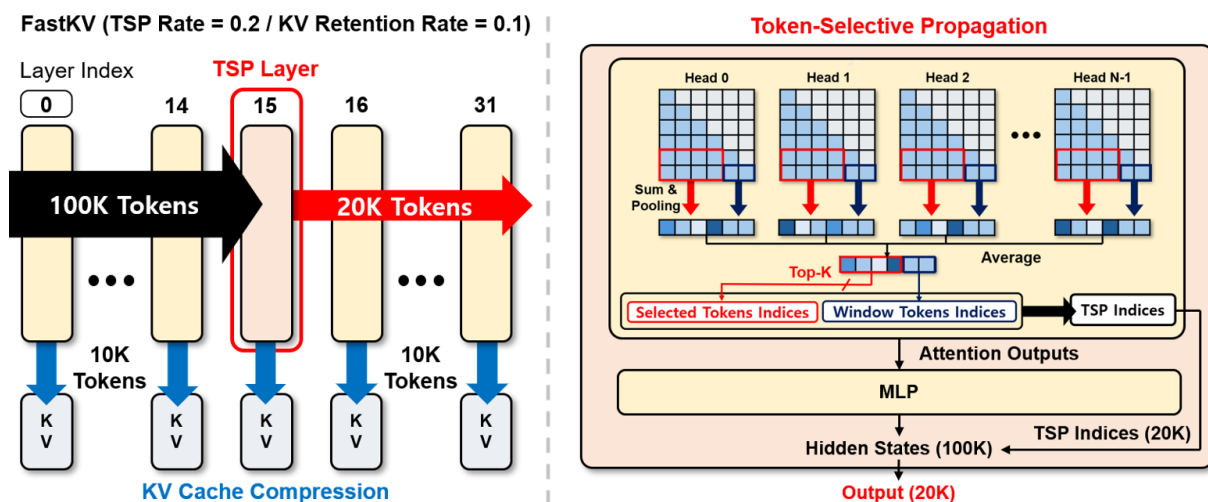 FastKV (TSP Rate = 0.2 / KV Retention Rate = 0.1)
Layer Index
TSP Layer
0
14
15
16
31
100K Tokens
20K Tokens
•••
•••
10K
Tokens
10K
Tokens
K
V
K
V
K
V
K
V
K
V
KV Cache Compression
Token-Selective Propagation
Head 0
Head 1
Head 2
Head N-1
•••
Sum &
Pooling
Average
Top-K
Selected Tokens Indices
Window Tokens Indices
TSP Indices
Attention Outputs
MLP
TSP Indices (20K)
Hidden States (100K)
Output (20K)